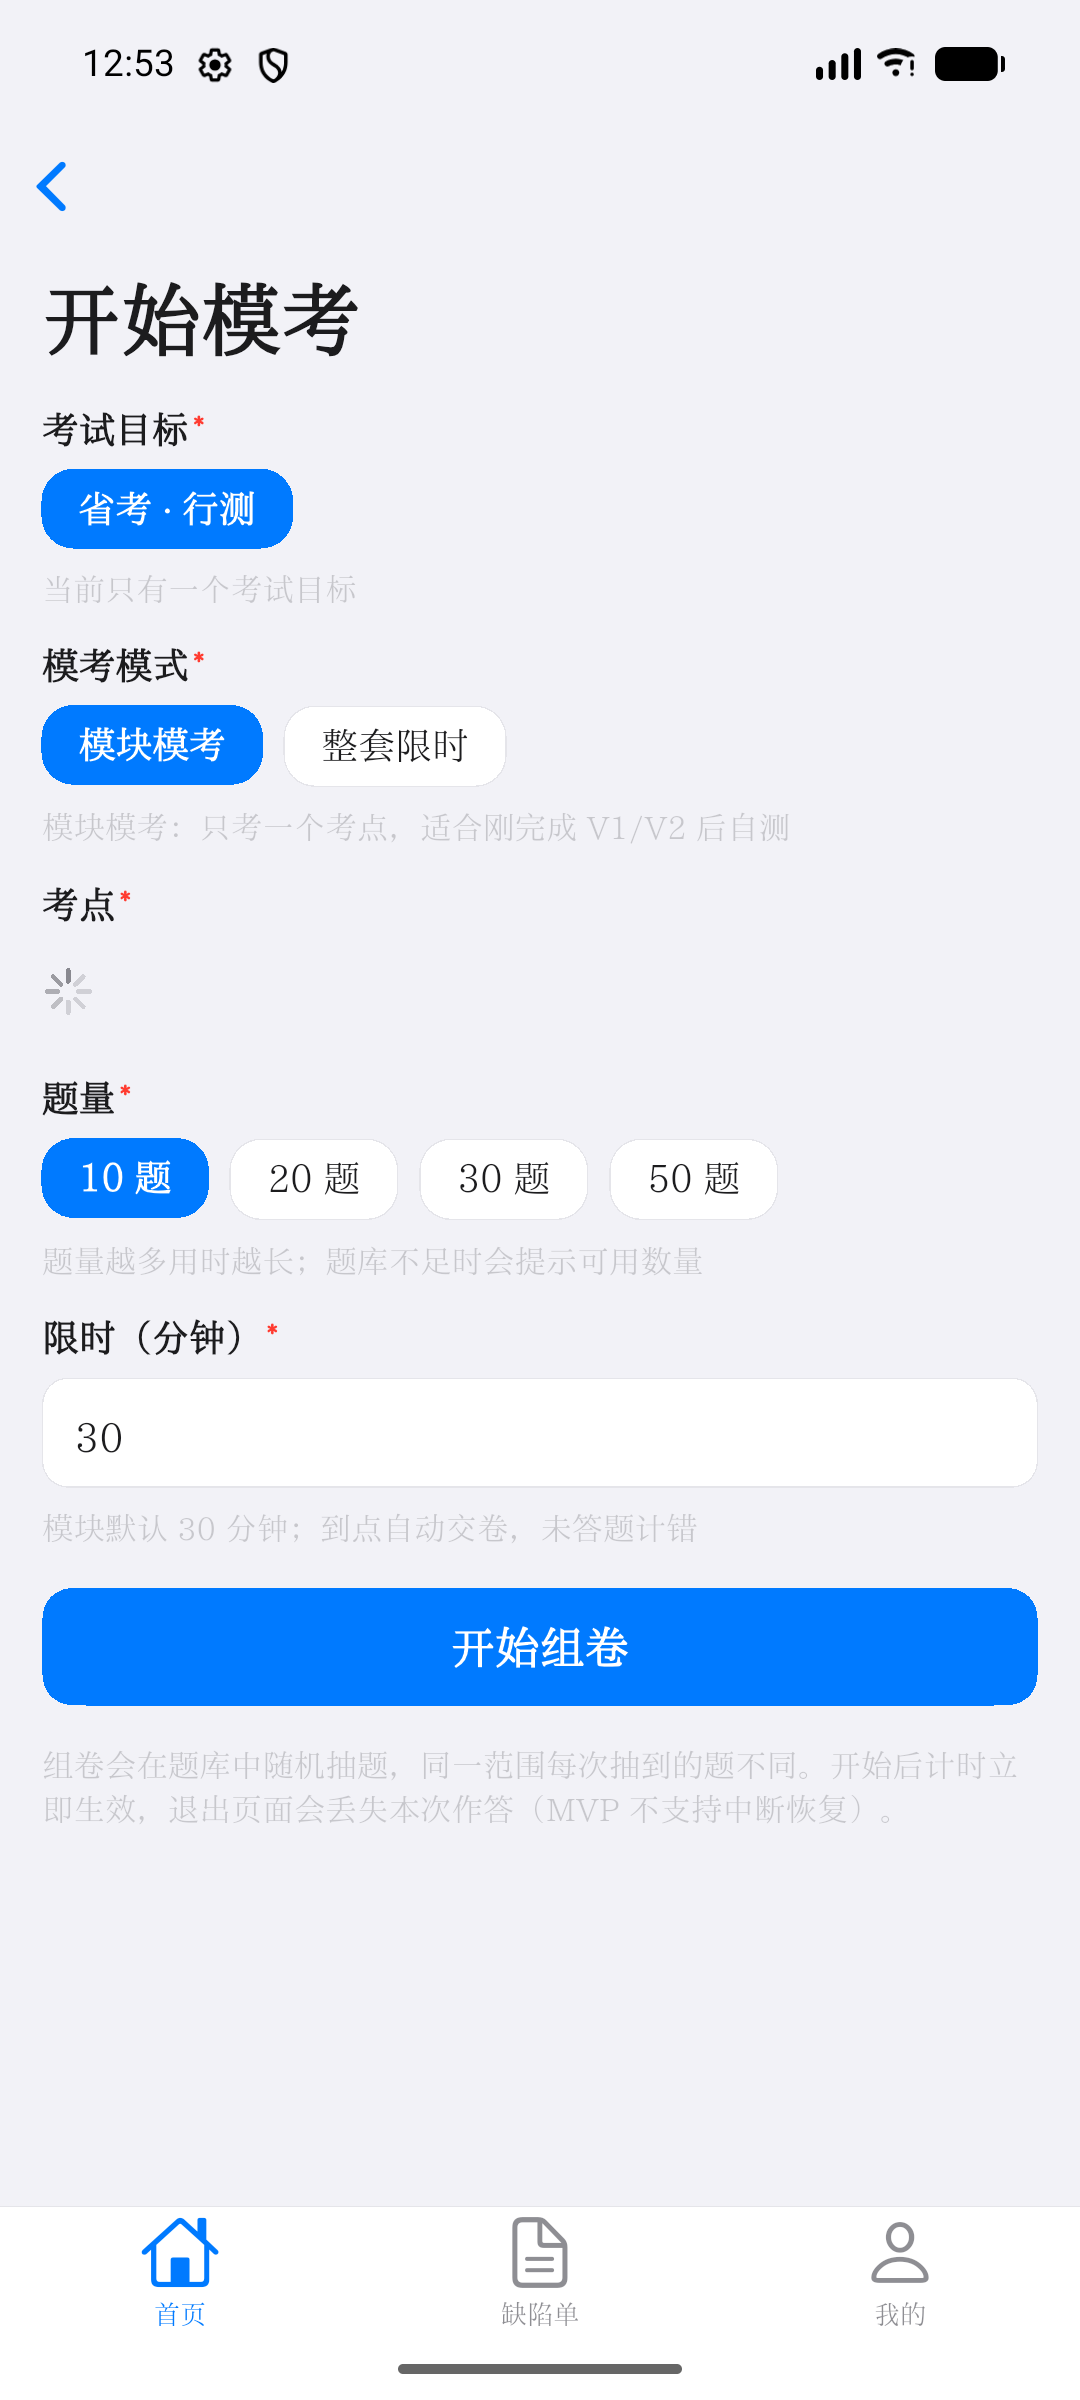 12:53
开始模考
考试目标*
省考 · 行测
当前只有一个考试目标
模考模式*
模块模考 整套限时
模块模考：只考一个考点，适合刚完成 V1/V2 后自测
考点*
题量*
10 题 20 题 30 题 50 题
题量越多用时越长；题库不足时会提示可用数量
限时（分钟）*
30
模块默认 30 分钟；到点自动交卷，未答题计错
开始组卷
组卷会在题库中随机抽题，同一范围每次抽到的题不同。开始后计时立
即生效，退出页面会丢失本次作答（MVP 不支持中断恢复）。
首页 缺陷单 我的